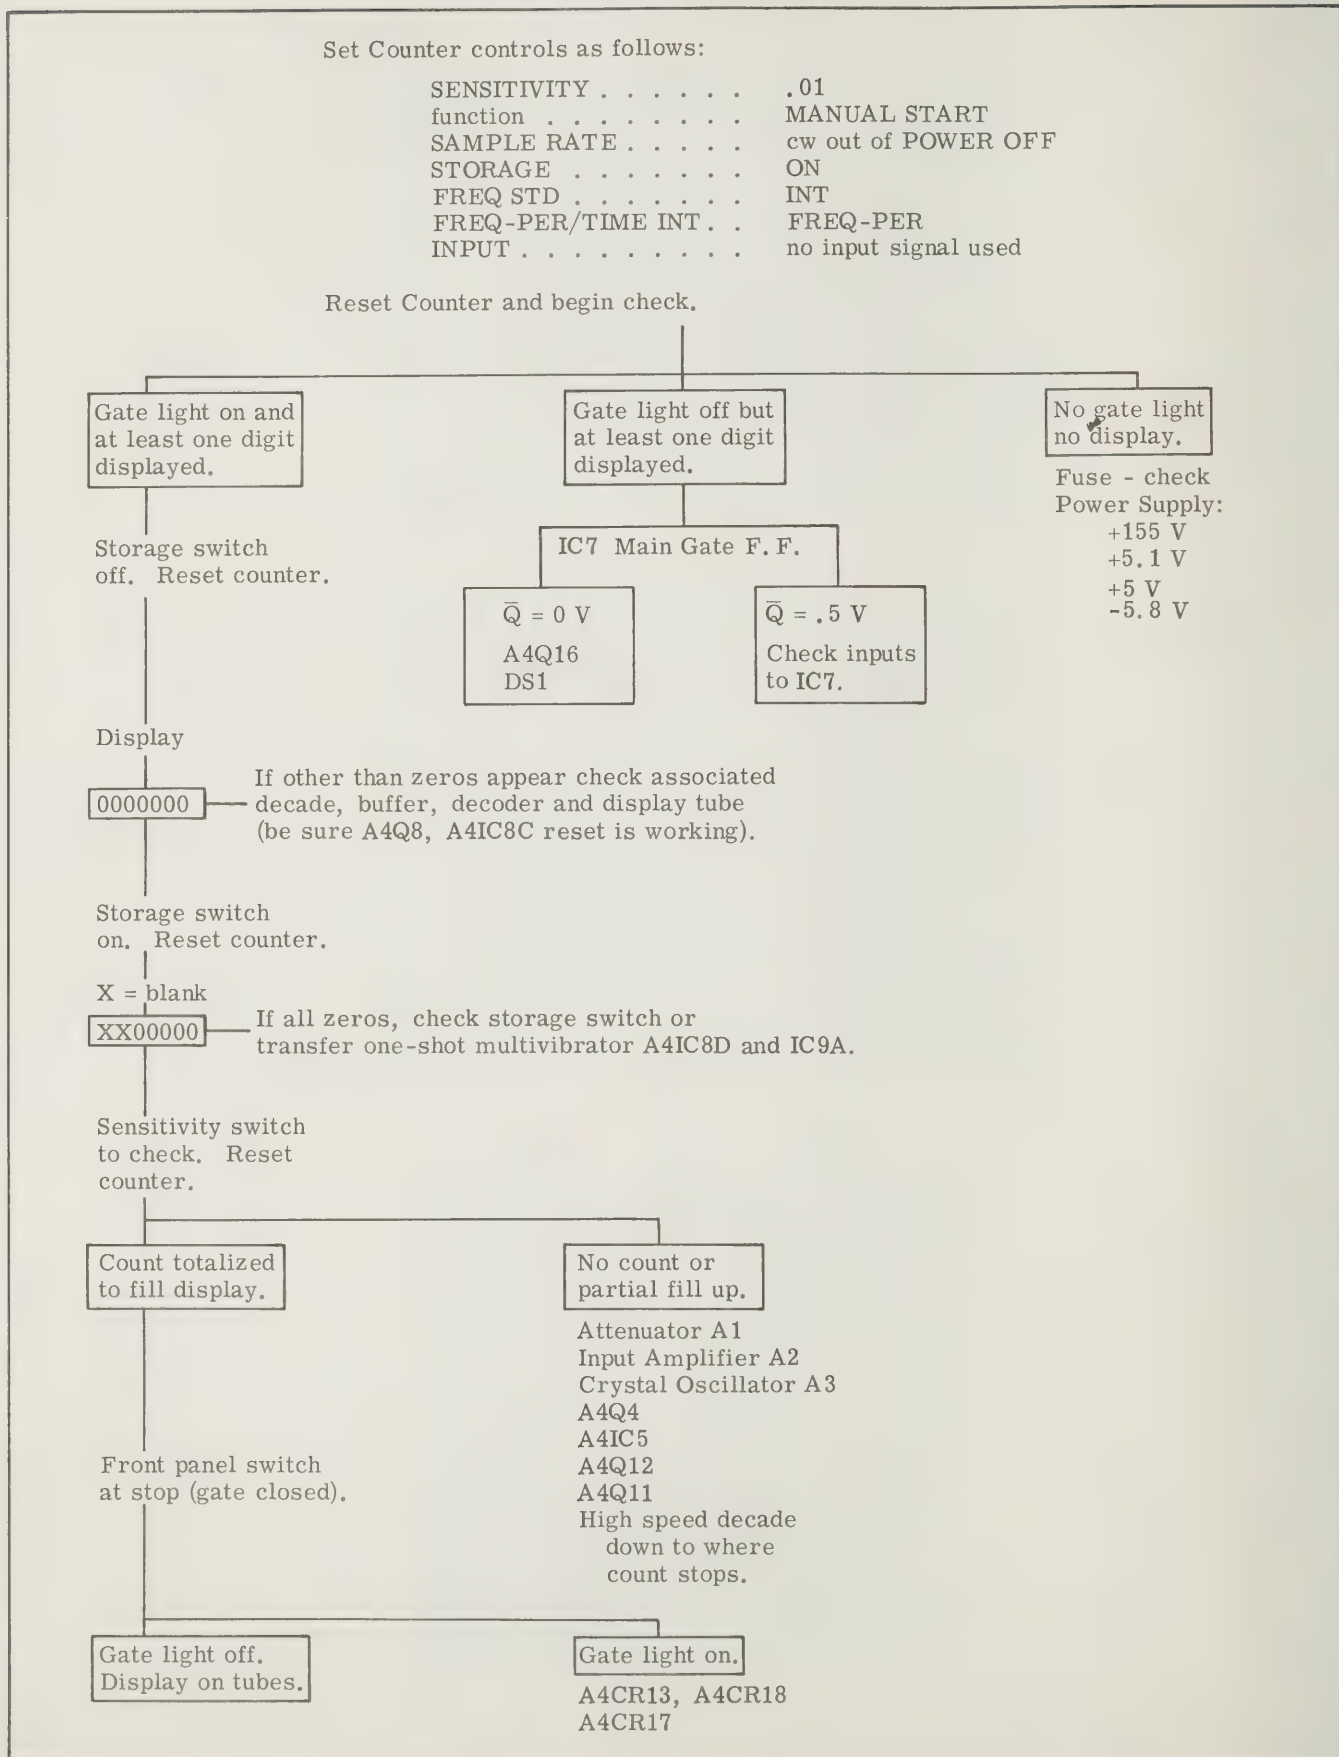 Set Counter controls as follows:
SENSITIVITY . . . . . . .01
function . . . . . . . . MANUAL START
SAMPLE RATE . . . . . cw out of POWER OFF
STORAGE . . . . . . . ON
FREQ STD . . . . . . . INT
FREQ-PER/TIME INT . . FREQ-PER
INPUT . . . . . . . . . no input signal used
Reset Counter and begin check.
Gate light on and
at least one digit
displayed.
Gate light off but
at least one digit
displayed.
No gate light
no display.
Fuse - check
Power Supply:
+155 V
+5.1 V
+5 V
-5.8 V
IC7 Main Gate F. F.
Q̅ = 0 V
A4Q16
DS1
Q̅ = .5 V
Check inputs
to IC7.
Storage switch
off. Reset counter.
Display
0000000
If other than zeros appear check associated
decade, buffer, decoder and display tube
(be sure A4Q8, A4IC8C reset is working).
Storage switch
on. Reset counter.
X = blank
XX00000
If all zeros, check storage switch or
transfer one-shot multivibrator A4IC8D and IC9A.
Sensitivity switch
to check. Reset
counter.
Count totalized
to fill display.
No count or
partial fill up.
Attenuator A1
Input Amplifier A2
Crystal Oscillator A3
A4Q4
A4IC5
A4Q12
A4Q11
High speed decade
down to where
count stops.
Front panel switch
at stop (gate closed).
Gate light off.
Display on tubes.
Gate light on.
A4CR13, A4CR18
A4CR17